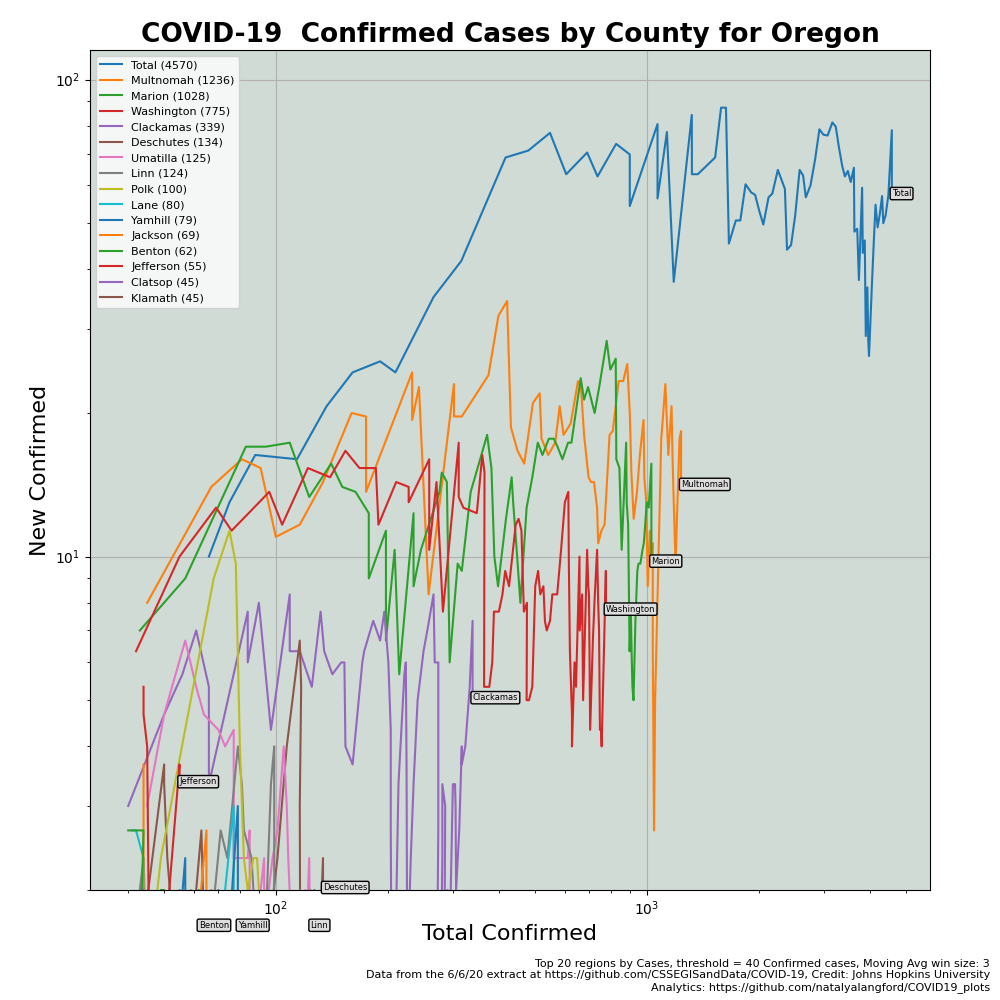 COVID-19  Confirmed Cases by County for Oregon
Total (4570)
Multnomah (1236)
Marion (1028)
Washington (775)
Clackamas (339)
Deschutes (134)
Umatilla (125)
Linn (124)
Polk (100)
Lane (80)
Yamhill (79)
Jackson (69)
Benton (62)
Jefferson (55)
Clatsop (45)
Klamath (45)
New Confirmed
10²
10¹
Total
Multnomah
Marion
Washington
Clackamas
Jefferson
Deschutes
10²
10³
Benton
Yamhill
Linn
Total Confirmed
Top 20 regions by Cases, threshold = 40 Confirmed cases, Moving Avg win size: 3
Data from the 6/6/20 extract at https://github.com/CSSEGISandData/COVID-19, Credit: Johns Hopkins University
Analytics: https://github.com/natalyalangford/COVID19_plots